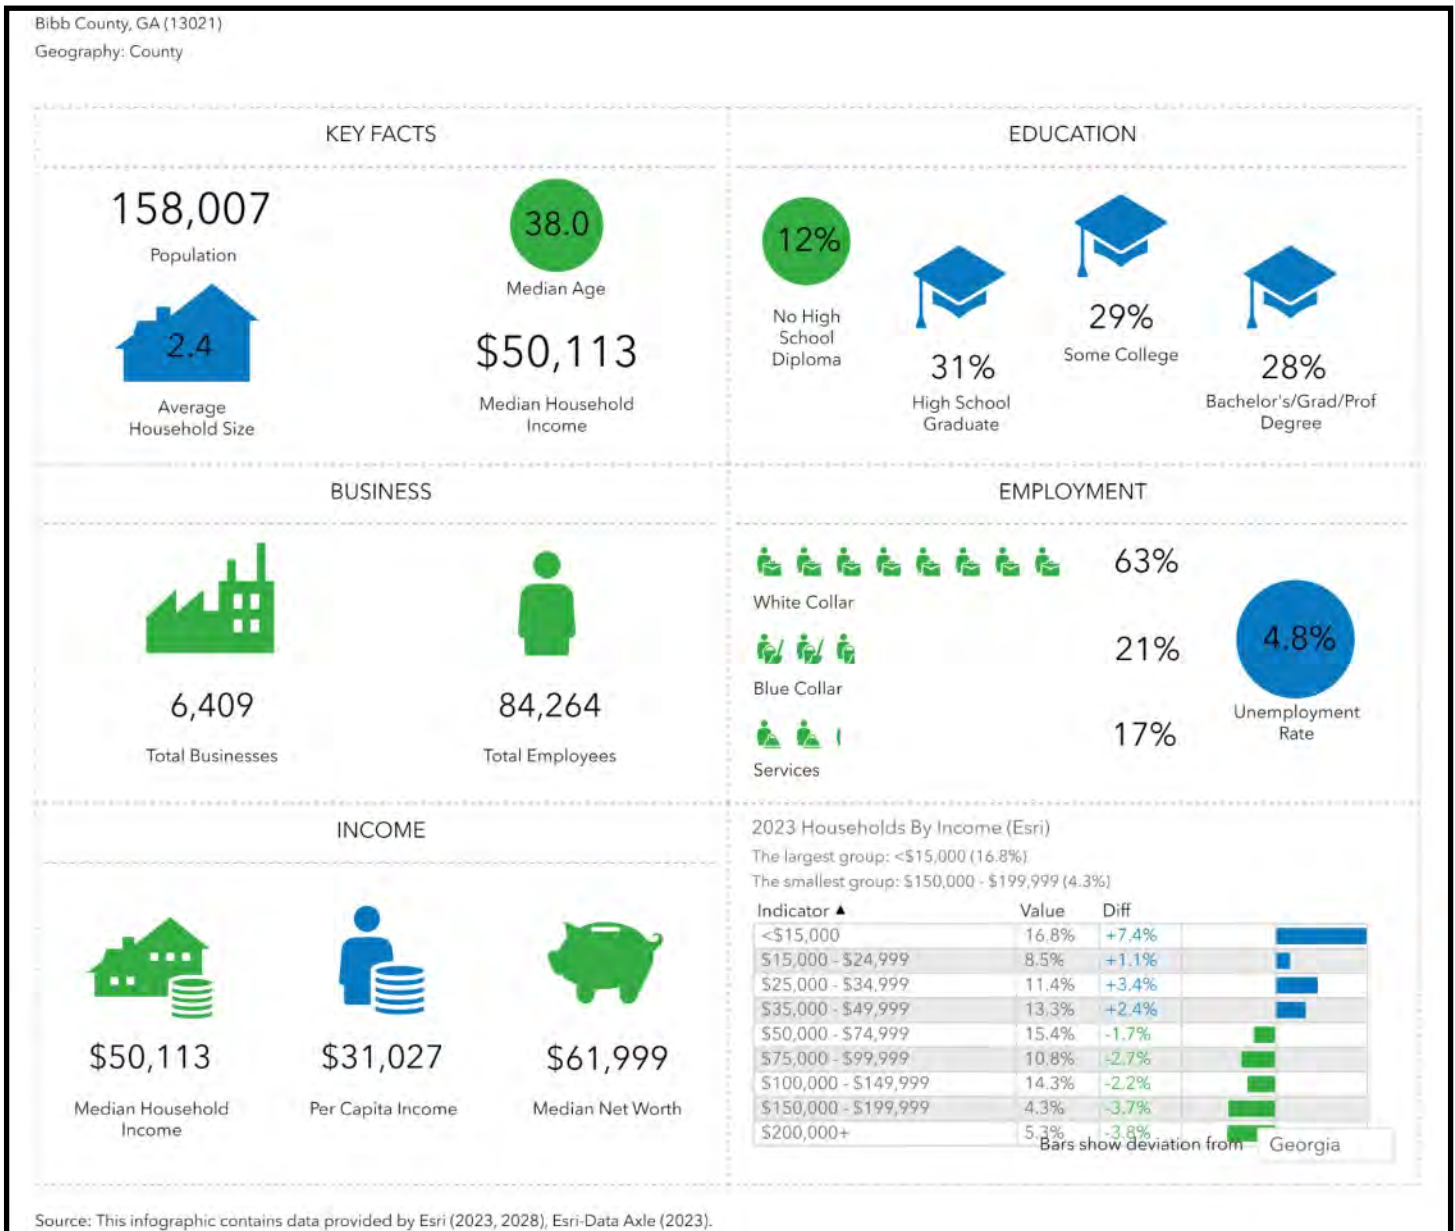 Bibb County, GA (13021)
Geography: County
KEY FACTS
158,007
Population
38.0
Median Age
2.4
Average
Household Size
$50,113
Median Household
Income
EDUCATION
12%
No High
School
Diploma
31%
High School
Graduate
29%
Some College
28%
Bachelor's/Grad/Prof
Degree
BUSINESS
6,409
Total Businesses
84,264
Total Employees
EMPLOYMENT
63%
White Collar
21%
Blue Collar
17%
Services
4.8%
Unemployment
Rate
INCOME
$50,113
Median Household
Income
$31,027
Per Capita Income
$61,999
Median Net Worth
2023 Households By Income (Esri)
The largest group: <$15,000 (16.8%)
The smallest group: $150,000 - $199,999 (4.3%)
Indicator ▲ Value Diff
<$15,000 16.8% +7.4%
$15,000 - $24,999 8.5% +1.1%
$25,000 - $34,999 11.4% +3.4%
$35,000 - $49,999 13.3% +2.4%
$50,000 - $74,999 15.4% -1.7%
$75,000 - $99,999 10.8% -2.7%
$100,000 - $149,999 14.3% -2.2%
$150,000 - $199,999 4.3% -3.7%
$200,000+ 5.3% -3.8%
Bars show deviation from Georgia
Source: This infographic contains data provided by Esri (2023, 2028), Esri-Data Axle (2023).